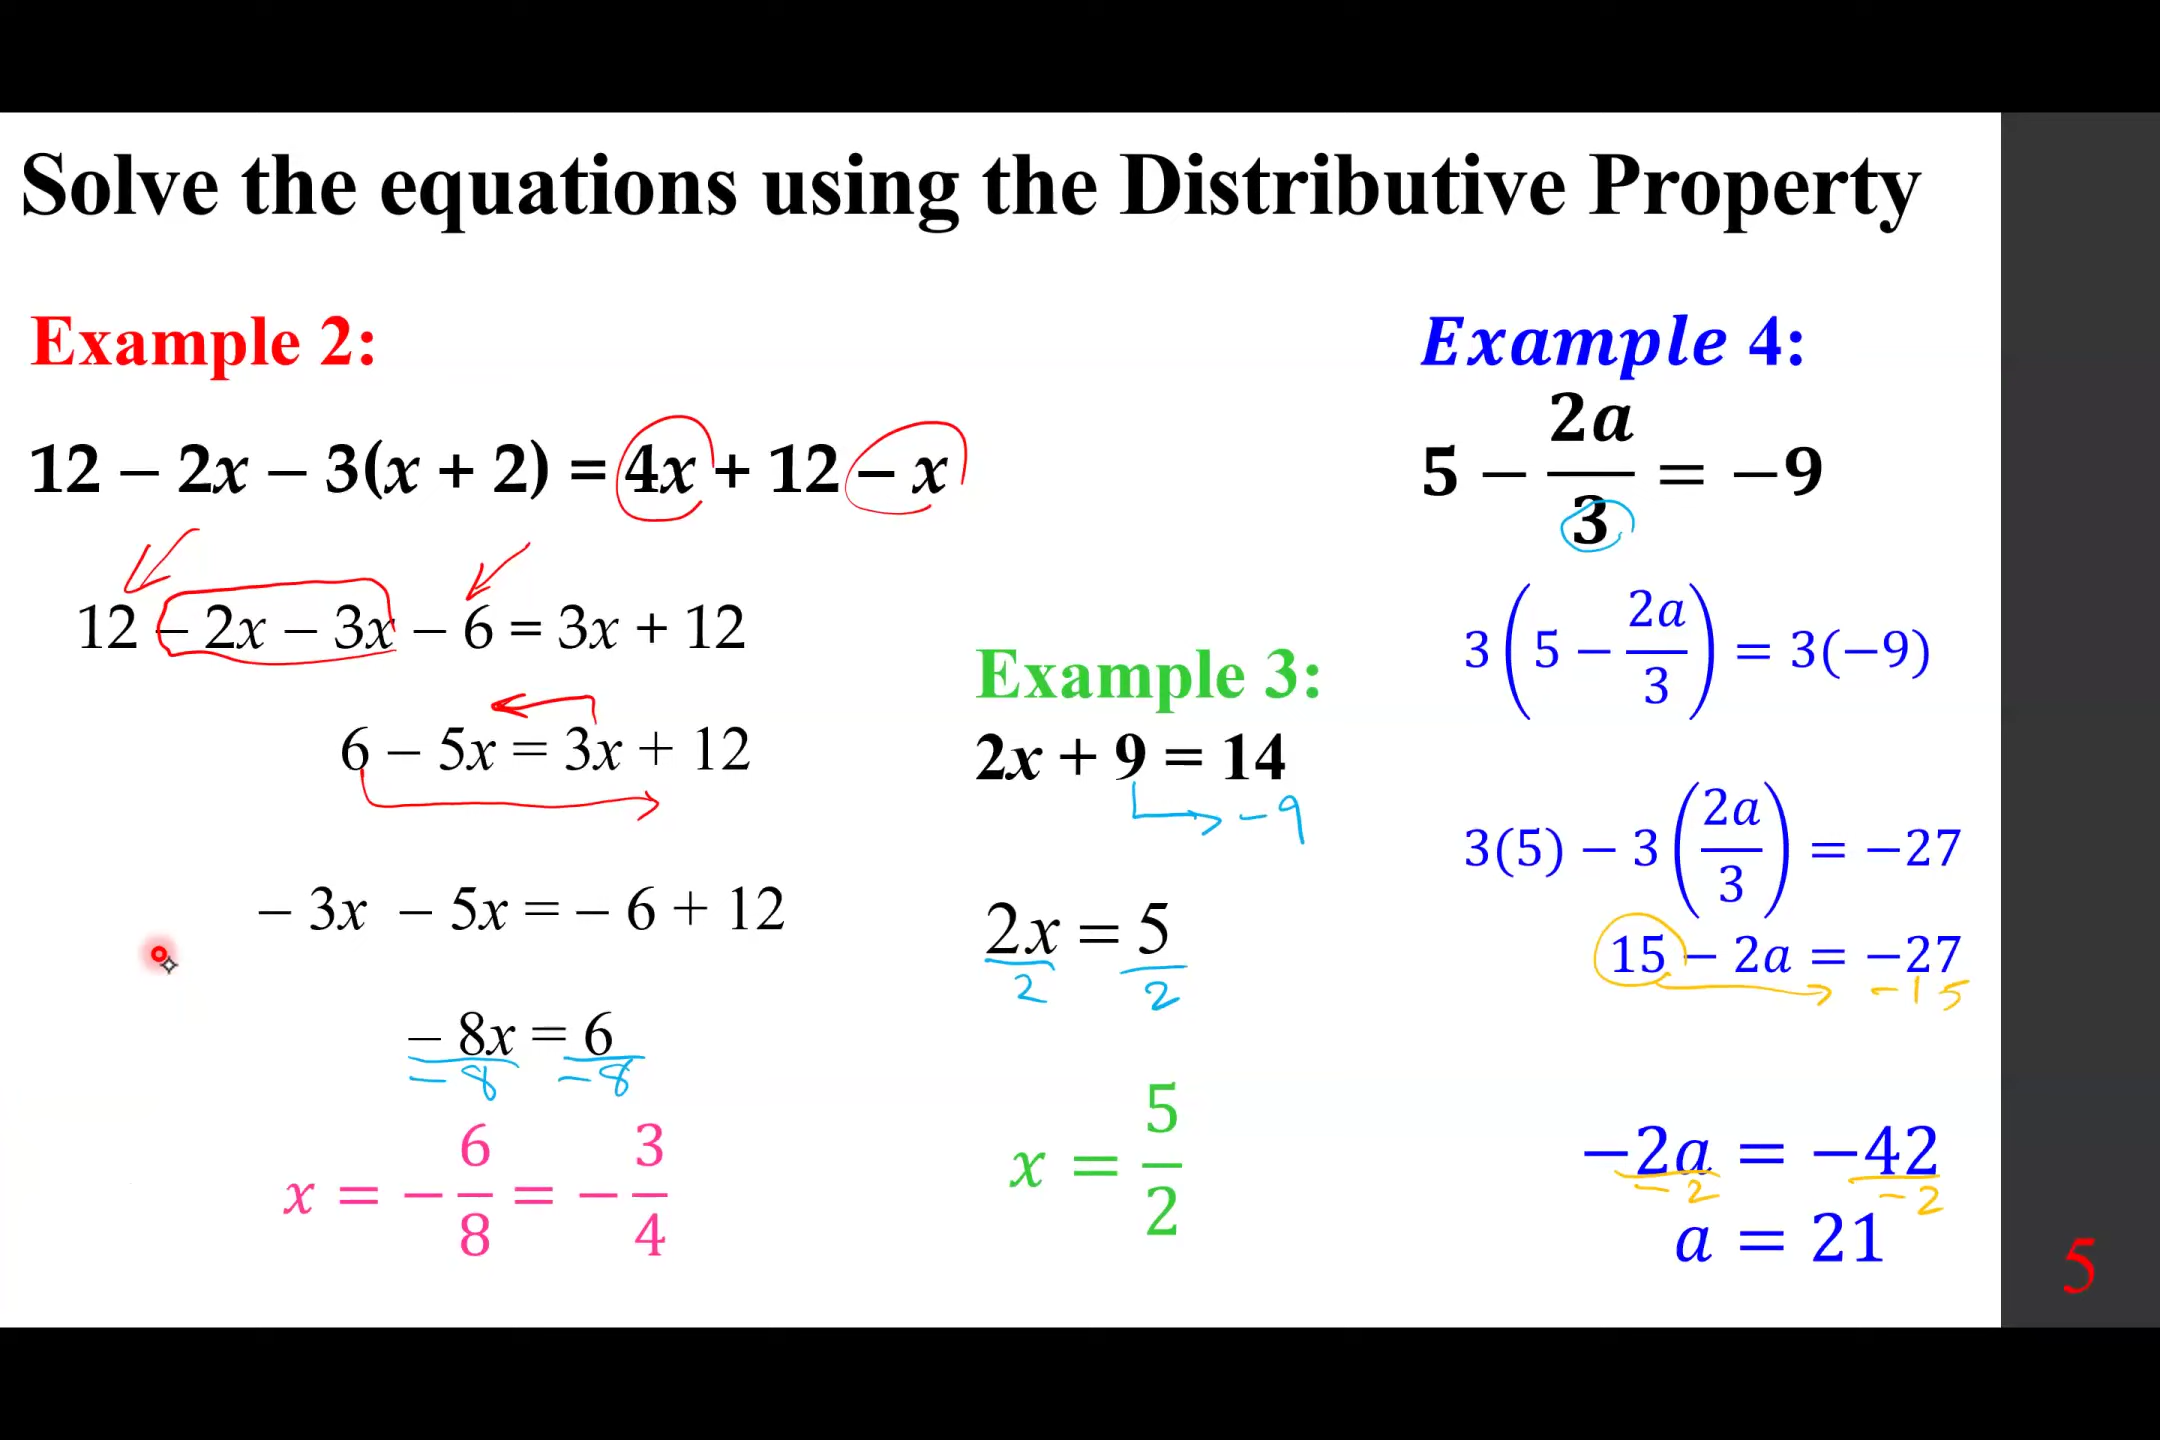 Solve the equations using the Distributive Property
Example 2:
12 – 2x – 3(x + 2) = 4x + 12 – x
12 – 2x – 3x – 6 = 3x + 12
6 – 5x = 3x + 12
– 3x – 5x = – 6 + 12
– 8x = 6
–8 –8
x = −6/8 = −3/4
Example 3:
2x + 9 = 14
–9
2x = 5
2 2
x = 5/2
Example 4:
5 − 2a/3 = −9
3(5 − 2a/3) = 3(−9)
3(5) − 3(2a/3) = −27
15 − 2a = −27
–15
−2a = −42
–2 –2
a = 21
5